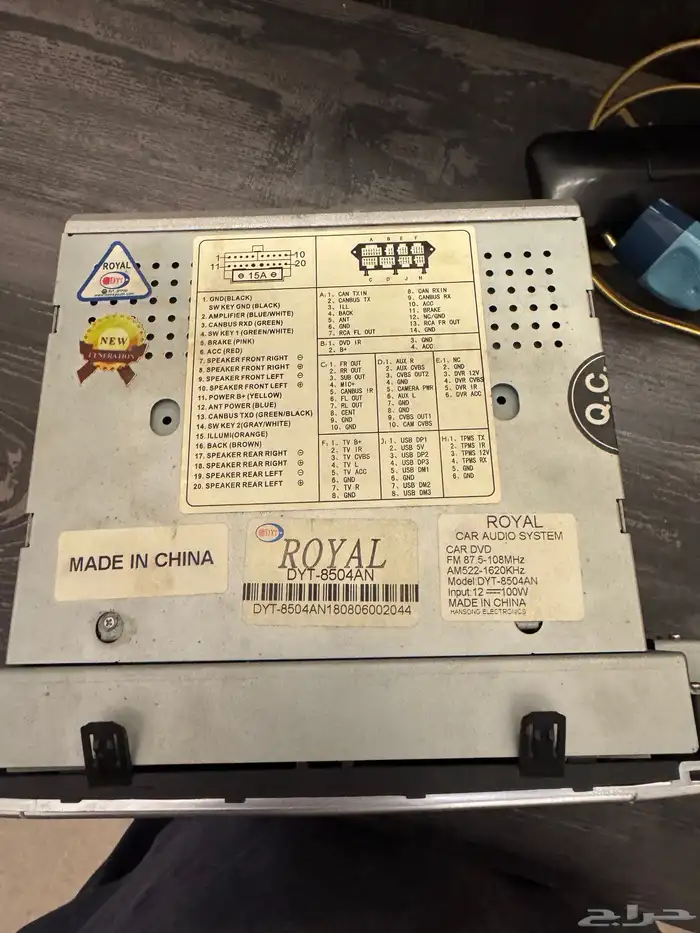 ROYAL
DYT
NEW
GENERATION
1
10
11
20
15A
1. GND(BLACK)
SW KEY GND (BLACK)
2. AMPLIFIER (BLUE/WHITE)
3. CANBUS RXD (GREEN)
4. SW KEY 1 (GREEN/WHITE)
5. BRAKE (PINK)
6. ACC (RED)
7. SPEAKER FRONT RIGHT ⊖
8. SPEAKER FRONT RIGHT ⊕
9. SPEAKER FRONT LEFT ⊖
10. SPEAKER FRONT LEFT ⊕
11. POWER B+ (YELLOW)
12. ANT POWER (BLUE)
13. CANBUS TXD (GREEN/BLACK)
14. SW KEY 2(GRAY/WHITE)
15. ILLUMI(ORANGE)
16. BACK (BROWN)
17. SPEAKER REAR RIGHT ⊖
18. SPEAKER REAR RIGHT ⊕
19. SPEAKER REAR LEFT ⊖
20. SPEAKER REAR LEFT ⊕
A B E F
C D J H
A: 1. CAN TXIN
2. CANBUS TX
3. ILL
4. BACK
5. ANT
6. GND
7. RCA FL OUT
8. CAN RXIN
9. CANBUS RX
10. ACC
11. BRAKE
12. NC/GND
13. RCA FR OUT
14. GND
B: 1. DVD IR
2. B+
3. GND
4. ACC
C: 1. FR OUT
2. RR OUT
3. SUB OUT
4. MIC+
5. CANBUS IR
6. FL OUT
7. RL OUT
8. CENT
9. GND
10. GND
D: 1. AUX R
2. AUX CVBS
3. CVBS OUT2
4. GND
5. CAMERA PWR
6. AUX L
7. GND
8. GND
9. CVBS OUT1
10. CAM CVBS
E: 1. NC
2. GND
3. DVR 12V
4. DVR CVBS
5. DVR IR
6. DVR ACC
F: 1. TV B+
2. TV IR
3. TV CVBS
4. TV L
5. TV ACC
6. GND
7. TV R
8. GND
J: 1. USB DP1
2. USB 5V
3. USB DP2
4. USB DP3
5. USB DM1
6. GND
7. USB DM2
8. USB DM3
H: 1. TPMS TX
2. TPMS IR
3. TPMS 12V
4. TPMS RX
5. GND
6. GND
Q.C.
MADE IN CHINA
DYT
ROYAL
DYT-8504AN
DYT-8504AN180806002044
ROYAL
CAR AUDIO SYSTEM
CAR DVD
FM 87.5-108MHz
AM522-1620KHz
Model:DYT-8504AN
Input:12⎓100W
MADE IN CHINA
HANSONG ELECTRONICS
حراج